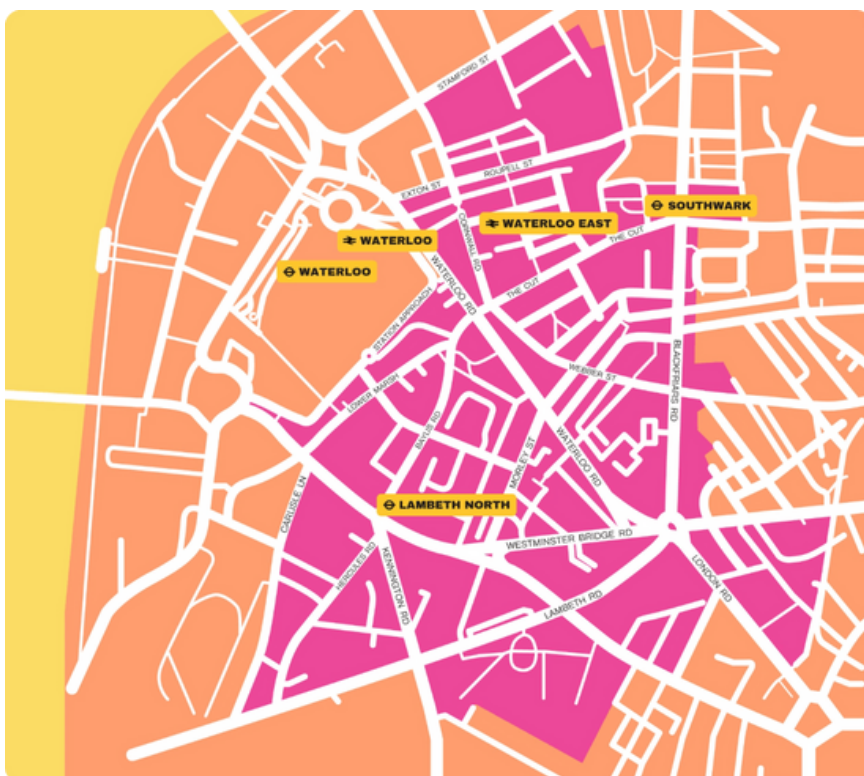 STAMFORD ST
ROUPELL ST
EXTON ST
SOUTHWARK
WATERLOO EAST
WATERLOO
CORNWALL RD
THE CUT
WATERLOO
WATERLOO RD
THE CUT
STATION APPROACH
WEBBER ST
BLACKFRIARS RD
LOWER MARSH
BAYLIS RD
MORLEY ST
WATERLOO RD
CARLISLE LN
LAMBETH NORTH
WESTMINSTER BRIDGE RD
HERCULES RD
KENNINGTON RD
LONDON RD
LAMBETH RD